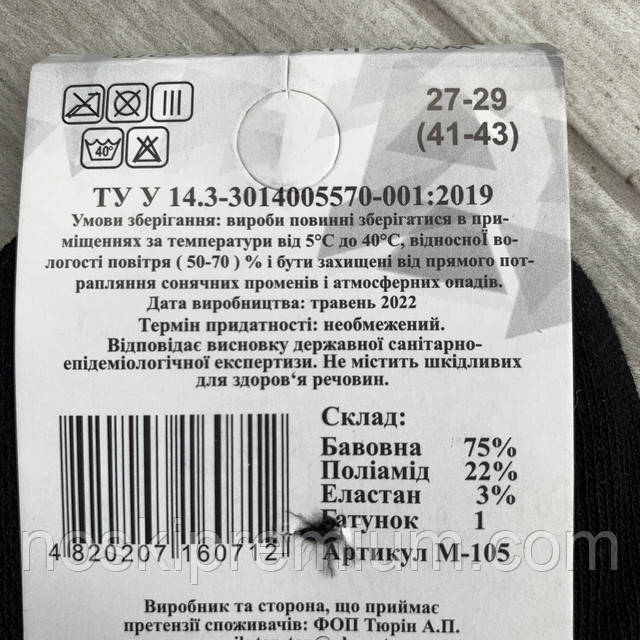 27-29
(41-43)
40°
ТУ У 14.3-3014005570-001:2019
Умови зберігання: вироби повинні зберігатися в при-
міщеннях за температури від 5°С до 40°С, відносноЇ во-
логості повітря ( 50-70 ) % і бути захищені від прямого пот-
рапляння сонячних променів і атмосферних опадів.
Дата виробництва: травень 2022
Термін придатності: необмежений.
Відповідає висновку державної санітарно-
епідеміологічної експертизи. Не містить шкідливих
для здоров‘я речовин.
Склад:
Бавовна 75%
Поліамід 22%
Еластан 3%
Гатунок 1
Артикул М-105
4 820207 160712
noskipremium.com.ua
Виробник та сторона, що приймає
претензії споживачів: ФОП Тюрін А.П.